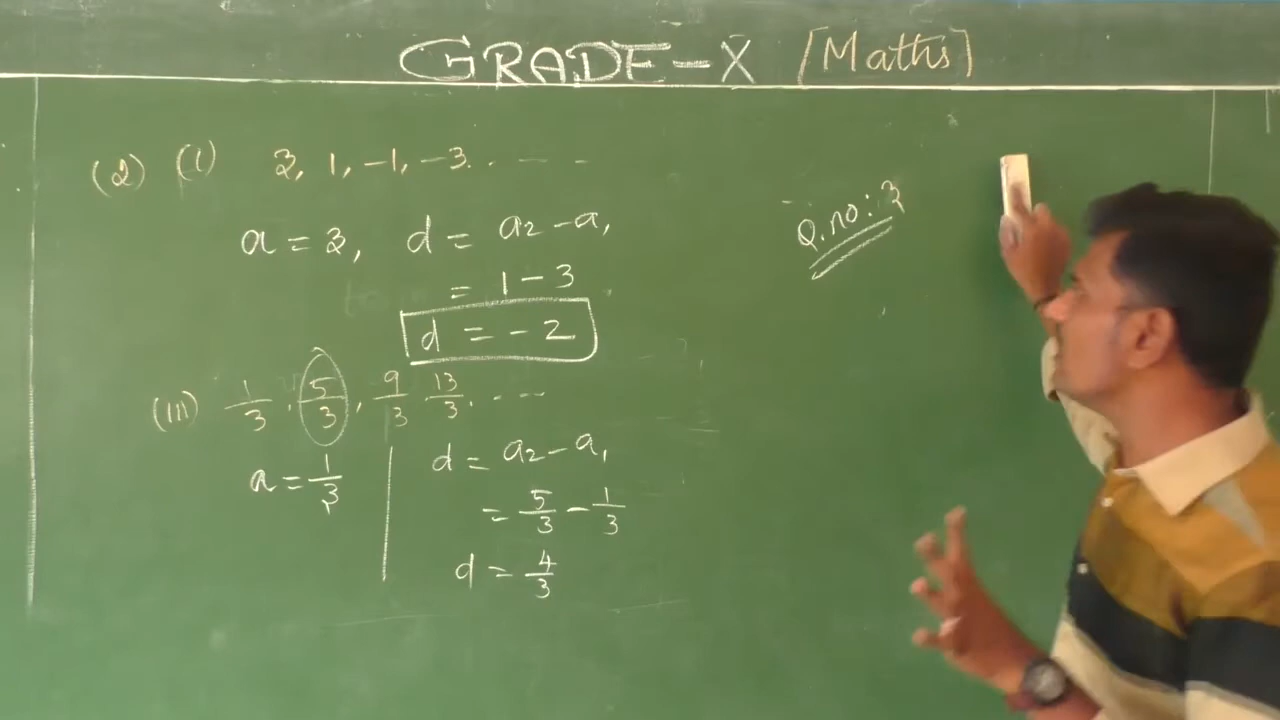 GRADE-X [Maths]
(2) (i) 3, 1, -1, -3. . - -
a = 3, d = a₂ - a₁
= 1 - 3
d = - 2
(iii) 1/3, 5/3, 9/3 13/3, . - -
a = 1/3
d = a₂ - a₁
= 5/3 - 1/3
d = 4/3
Q.no: 3